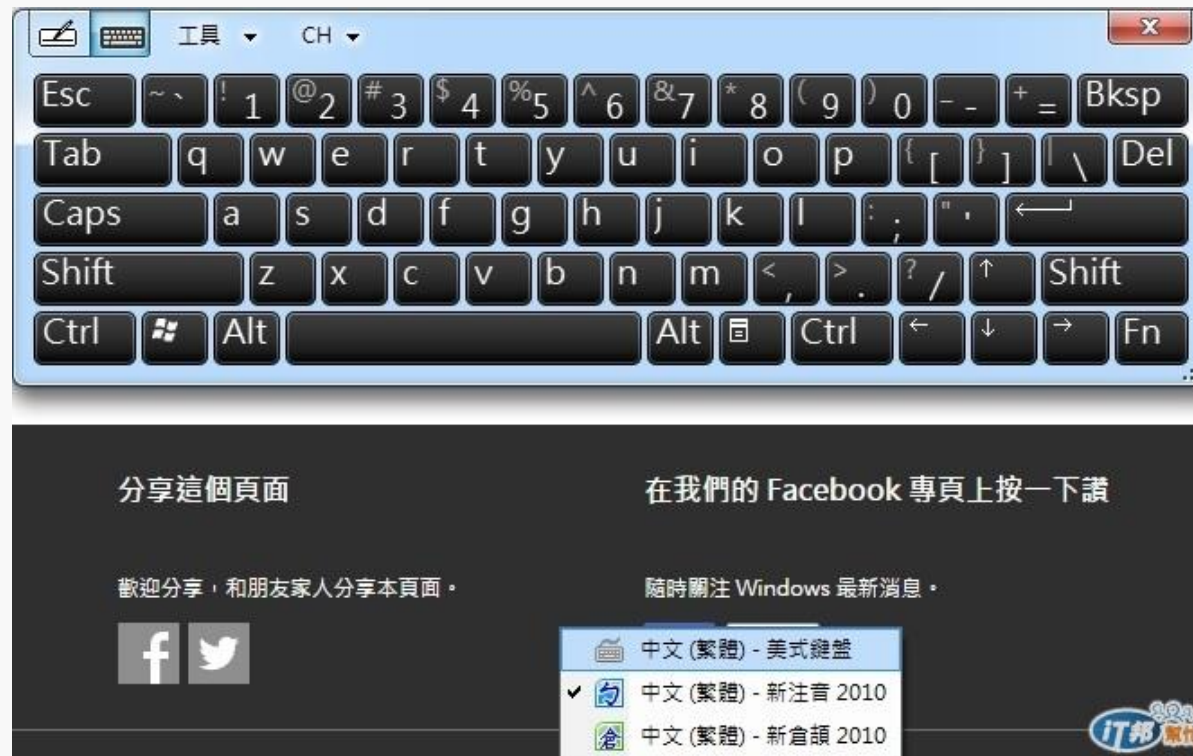 工具 CH
Esc ~ ` ! 1 @ 2 # 3 $ 4 % 5 ^ 6 & 7 * 8 ( 9 ) 0 - - + = Bksp
Tab q w e r t y u i o p { [ } ] | \ Del
Caps a s d f g h j k l : ; " '
Shift z x c v b n m < , > . ? / ↑ Shift
Ctrl Alt Alt Ctrl ← ↓ → Fn
分享這個頁面
在我們的 Facebook 專頁上按一下讚
歡迎分享，和朋友家人分享本頁面。
隨時關注 Windows 最新消息。
中文 (繁體) - 美式鍵盤
中文 (繁體) - 新注音 2010
中文 (繁體) - 新倉頡 2010
iT邦